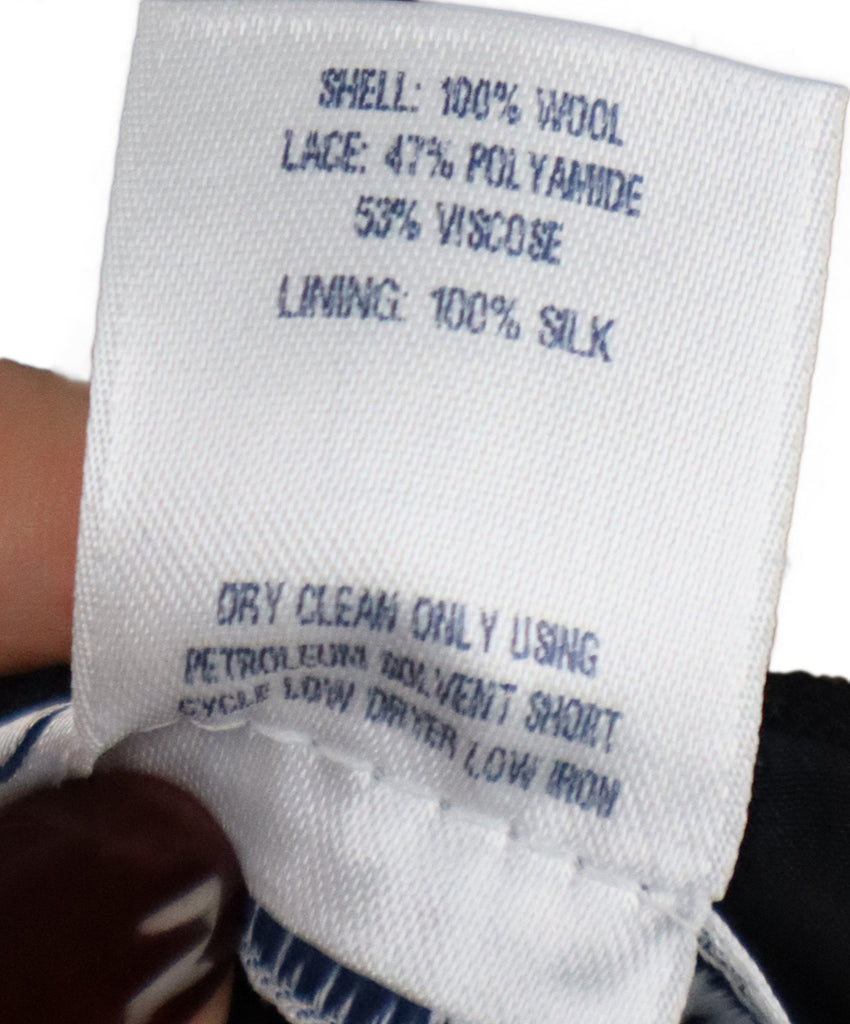 SHELL: 100% WOOL
LACE: 47% POLYAMIDE
53% VISCOSE
LINING: 100% SILK
DRY CLEAN ONLY USING
PETROLEUM SOLVENT SHORT
CYCLE LOW DRYER LOW IRON